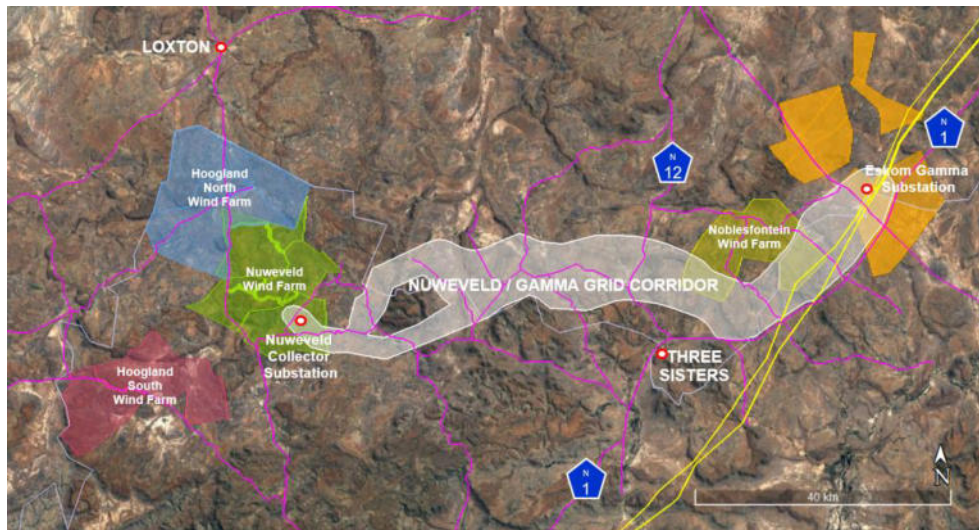 LOXTON
N
1
Hoogland
North
Wind Farm
N
12
Eskom Gamma
Substation
Noblesfontein
Wind Farm
Nuweveld
Wind Farm
NUWEVELD / GAMMA GRID CORRIDOR
Nuweveld
Collector
Substation
THREE
SISTERS
Hoogland
South
Wind Farm
N
N
1
40 km